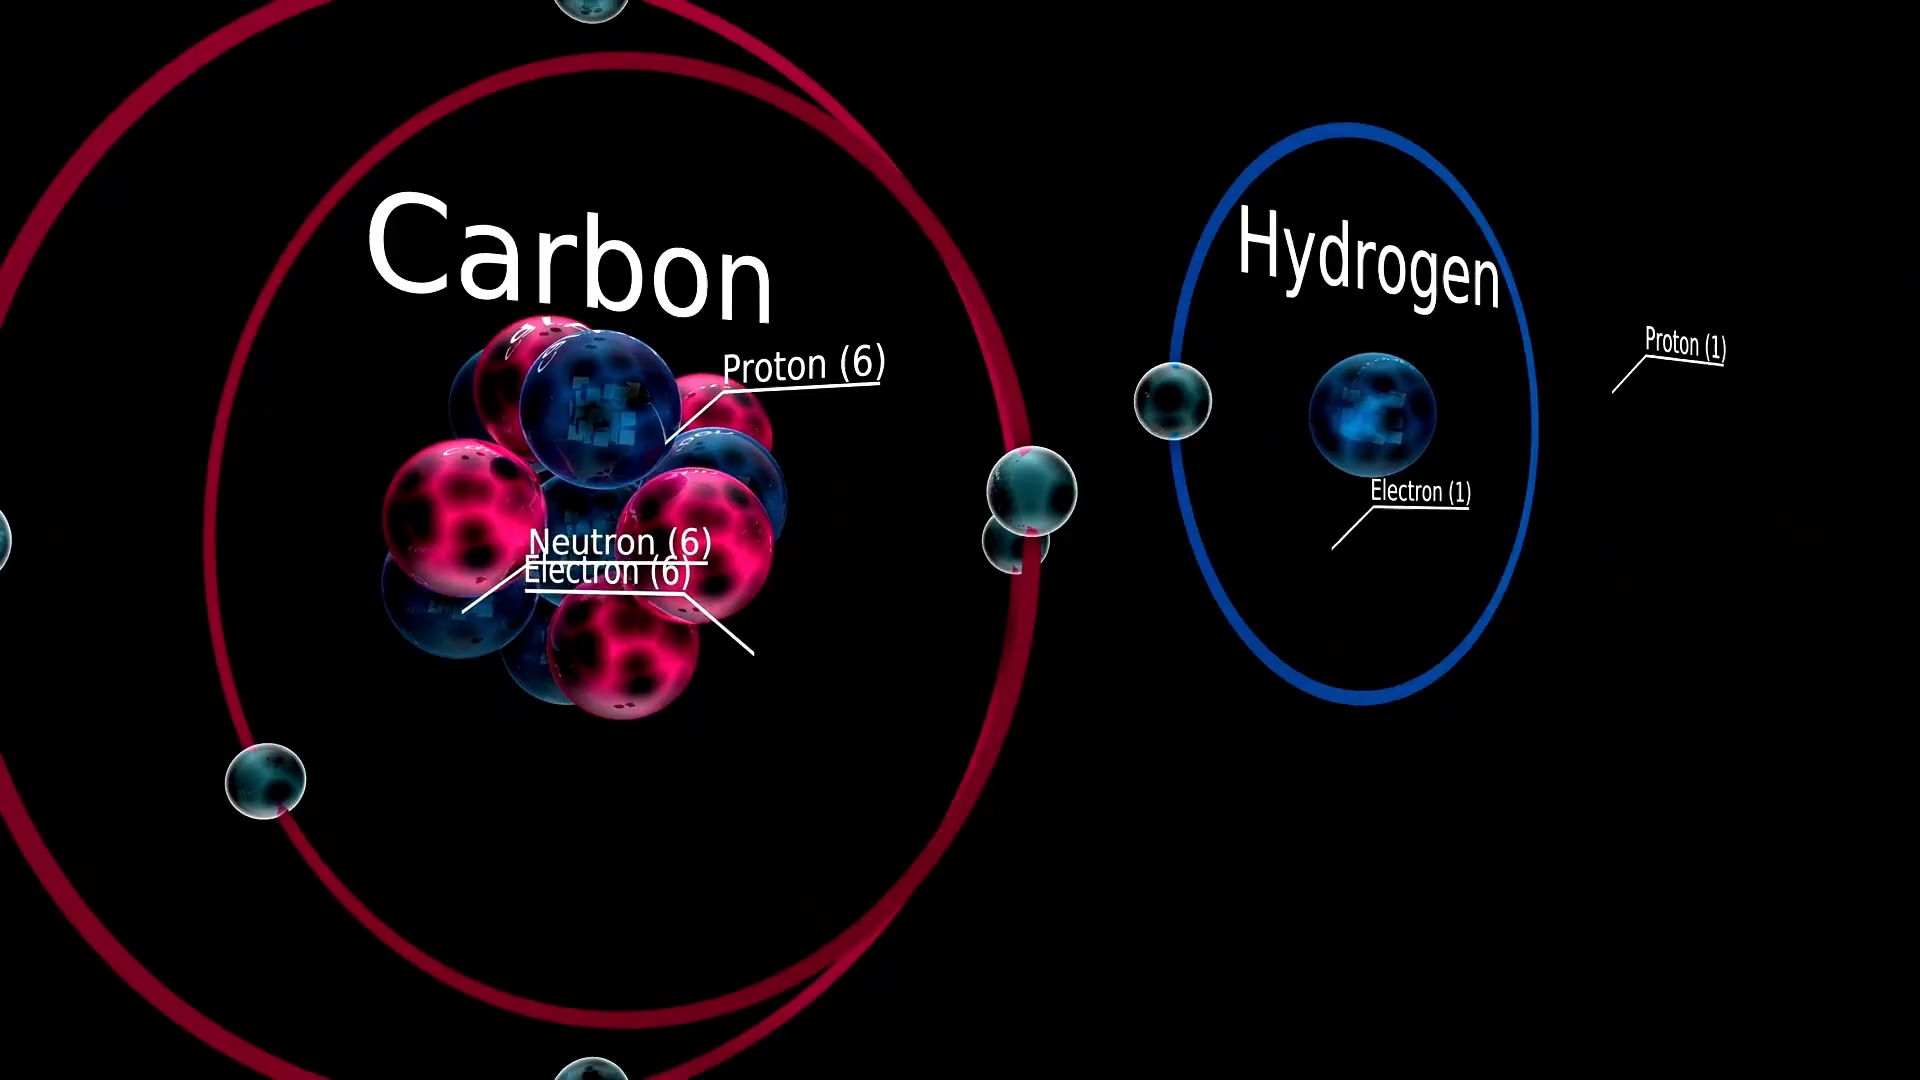 Carbon
Proton (6)
Neutron (6)
Electron (6)
Hydrogen
Proton (1)
Electron (1)